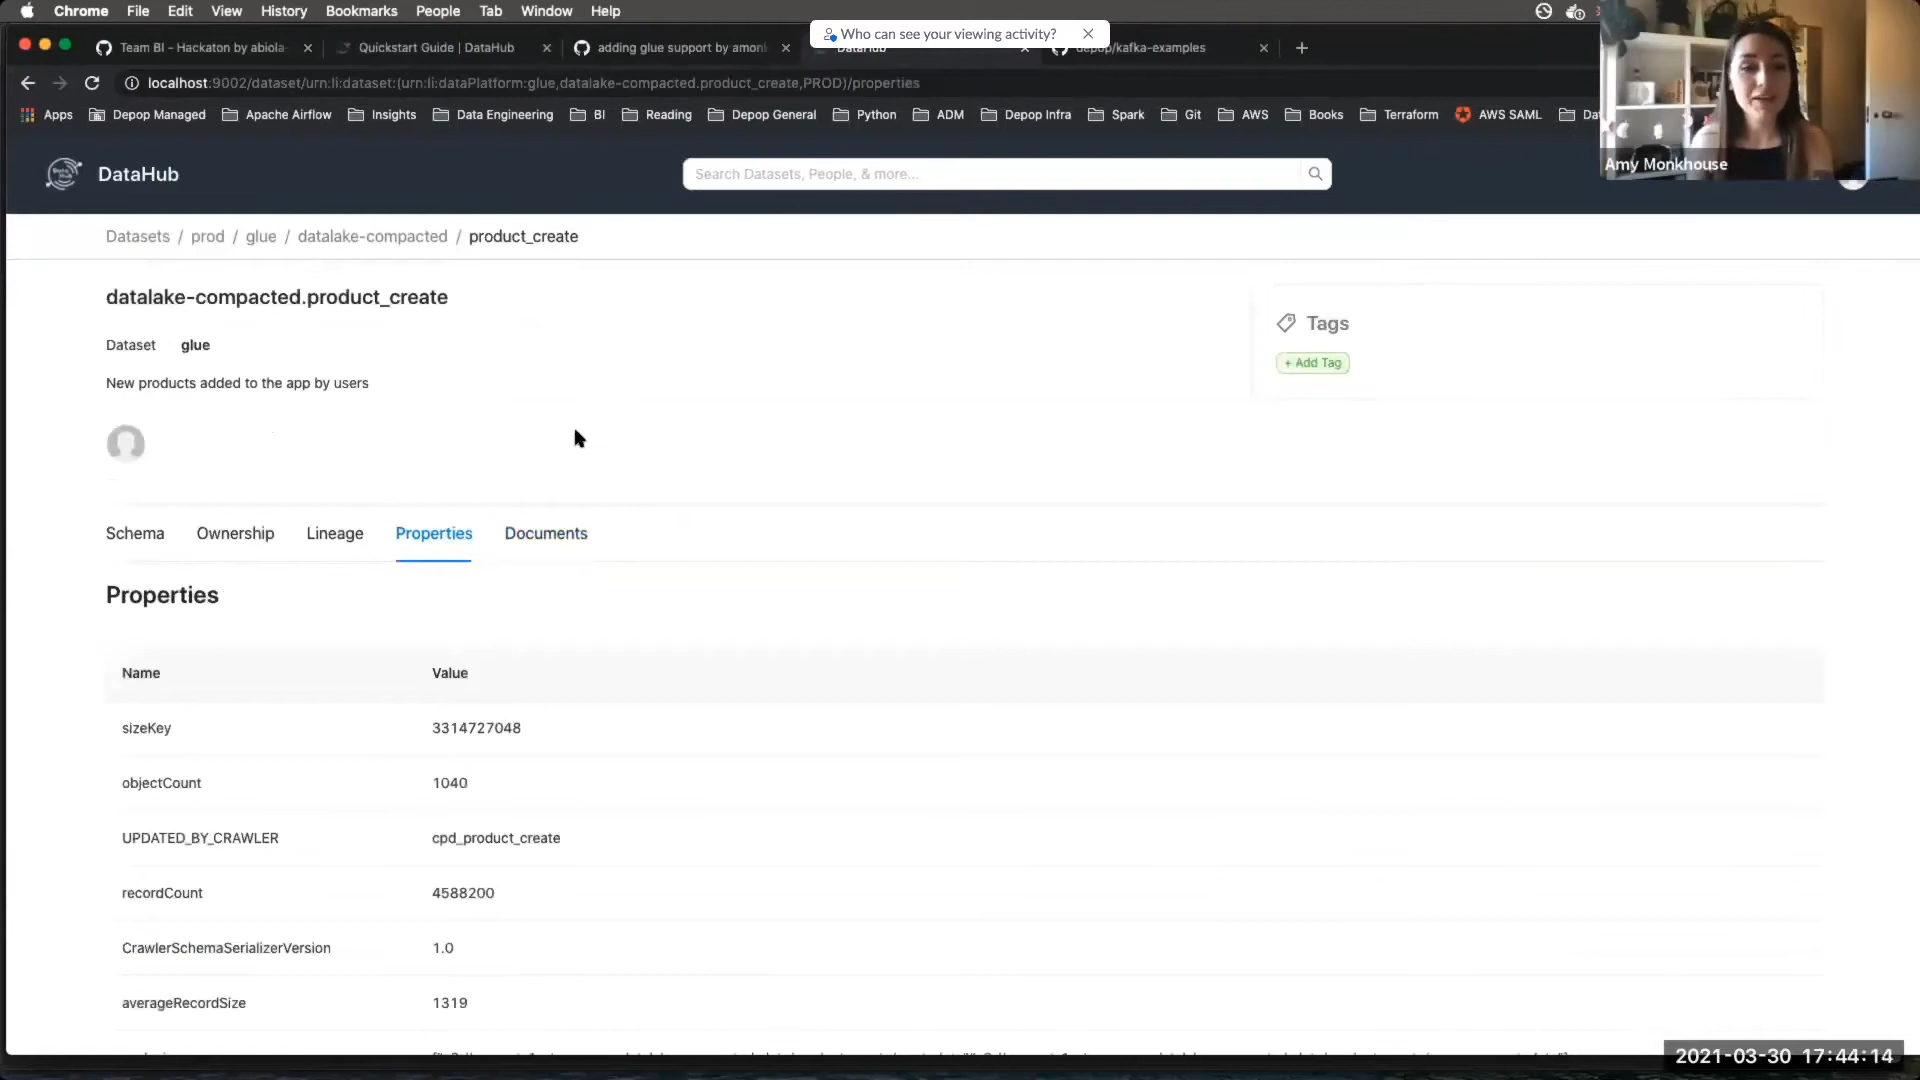 Chrome File Edit View History Bookmarks People Tab Window Help
Team BI - Hackaton by abiola- Quickstart Guide | DataHub adding glue support by amonk DataHub depop/kafka-examples
Who can see your viewing activity?
localhost:9002/dataset/urn:li:dataset:(urn:li:dataPlatform:glue,datalake-compacted.product_create,PROD)/properties
Apps Depop Managed Apache Airflow Insights Data Engineering BI Reading Depop General Python ADM Depop Infra Spark Git AWS Books Terraform AWS SAML
Amy Monkhouse
DataHub
Search Datasets, People, & more...
Datasets / prod / glue / datalake-compacted / product_create
datalake-compacted.product_create
Tags
Dataset glue
+ Add Tag
New products added to the app by users
Schema Ownership Lineage Properties Documents
Properties
Name Value
sizeKey 3314727048
objectCount 1040
UPDATED_BY_CRAWLER cpd_product_create
recordCount 4588200
CrawlerSchemaSerializerVersion 1.0
averageRecordSize 1319
2021-03-30 17:44:14